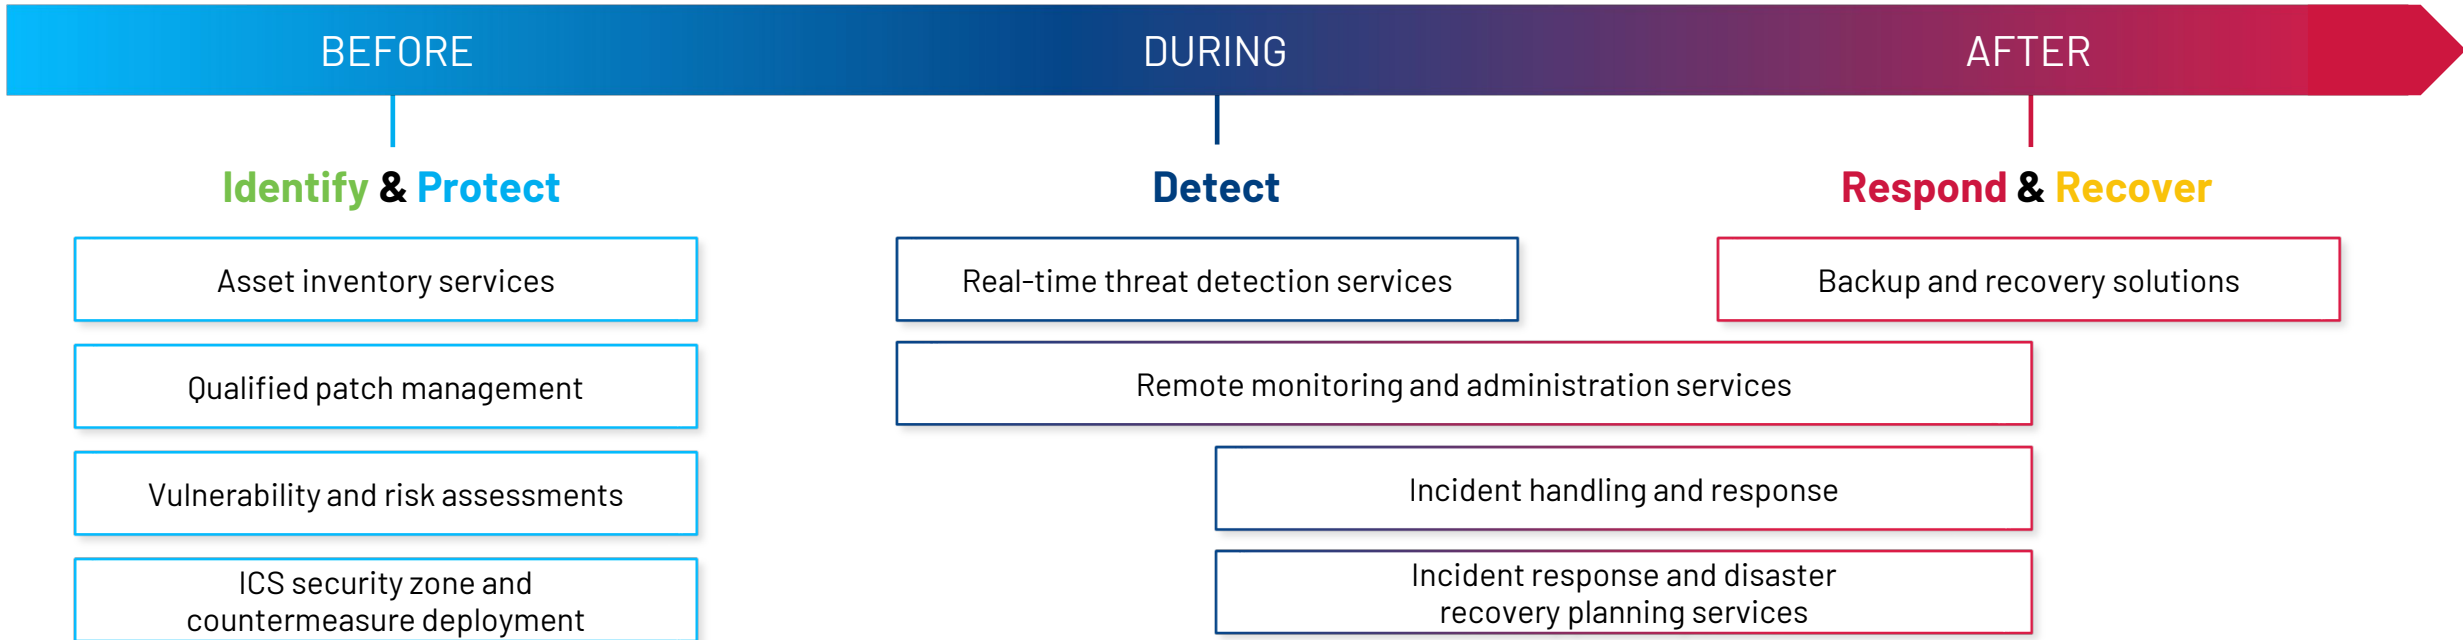 BEFORE
DURING
AFTER
Identify & Protect
Detect
Respond & Recover
Asset inventory services
Real-time threat detection services
Backup and recovery solutions
Qualified patch management
Remote monitoring and administration services
Vulnerability and risk assessments
Incident handling and response
ICS security zone and
countermeasure deployment
Incident response and disaster
recovery planning services